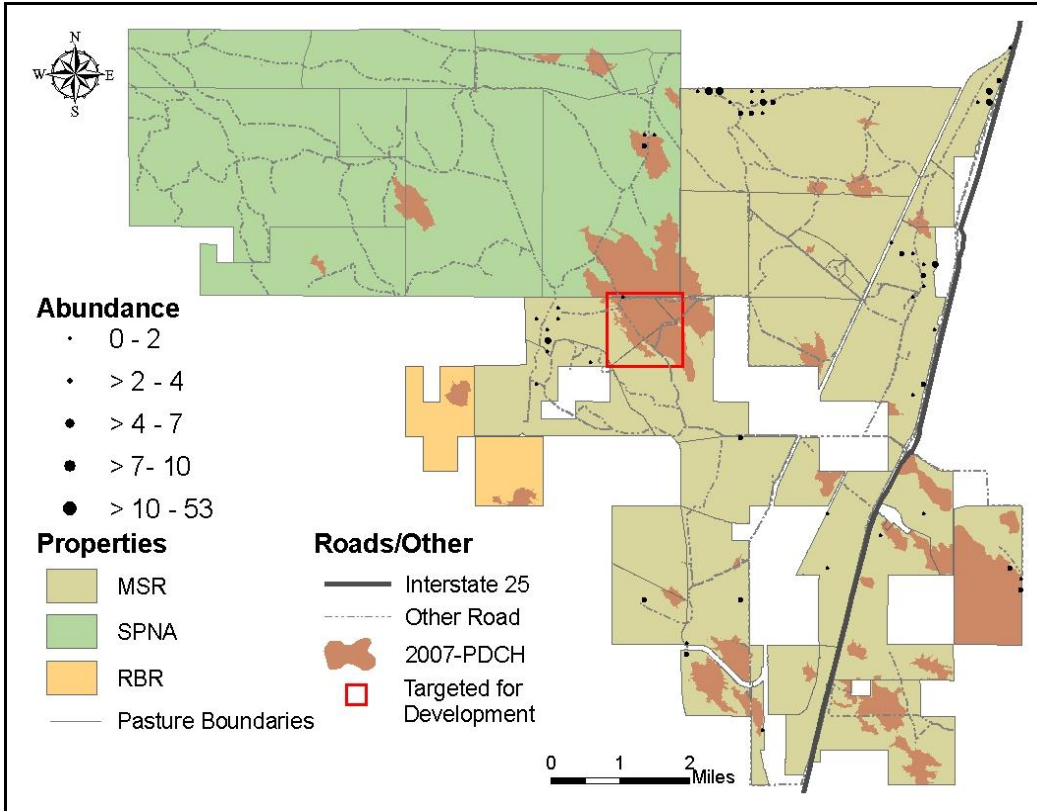 N
W E
S
Abundance
0 - 2
> 2 - 4
> 4 - 7
> 7- 10
> 10 - 53
Properties
MSR
SPNA
RBR
Pasture Boundaries
Roads/Other
Interstate 25
Other Road
2007-PDCH
Targeted for
Development
0 1 2
Miles